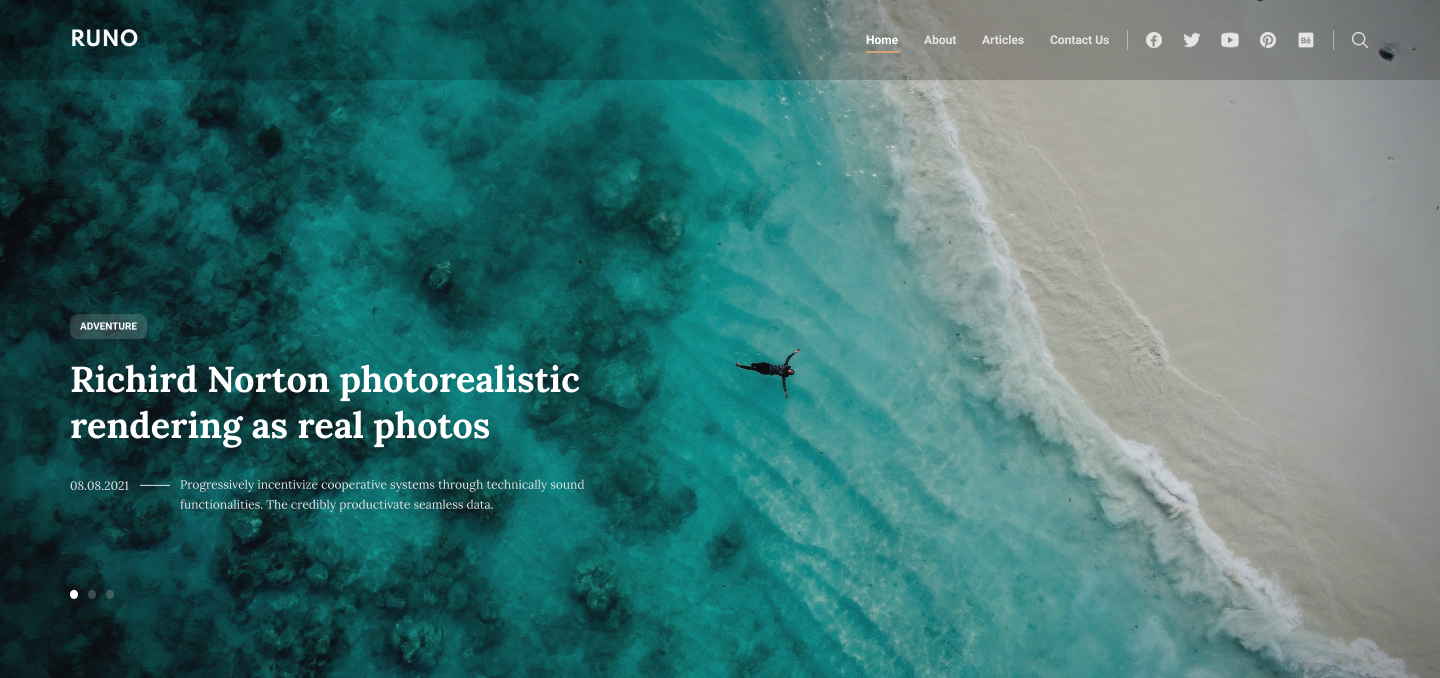 RUNO
Home About Articles Contact Us Bē
ADVENTURE
Richird Norton photorealistic
rendering as real photos
08.08.2021 Progressively incentivize cooperative systems through technically sound
functionalities. The credibly productivate seamless data.